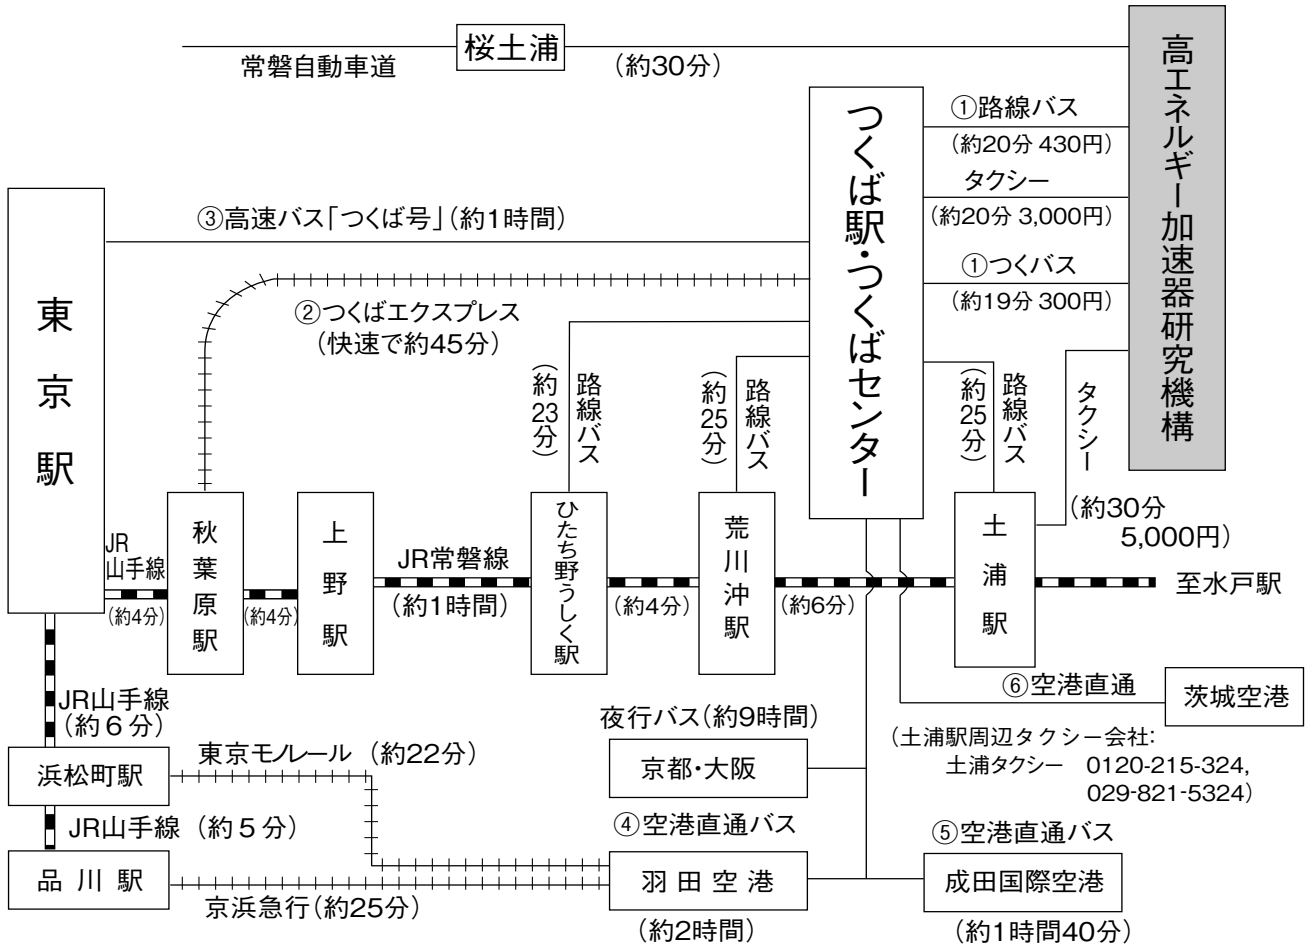 桜土浦
常磐自動車道
(約30分)
高エネルギー加速器研究機構
つくば駅・つくばセンター
①路線バス
(約20分 430円)
タクシー
(約20分 3,000円)
①つくバス
(約19分 300円)
東京駅
③高速バス「つくば号」(約1時間)
②つくばエクスプレス
(快速で約45分)
路線バス
(約23分)
路線バス
(約25分)
路線バス
(約25分)
タクシー
(約30分
5,000円)
JR
山手線
(約4分)
秋葉原駅
(約4分)
上野駅
JR常磐線
(約1時間)
ひたち野うしく駅
(約4分)
荒川沖駅
(約6分)
土浦駅
至水戸駅
JR山手線
(約6分)
浜松町駅
東京モノレール (約22分)
JR山手線 (約5分)
品川駅
京浜急行(約25分)
夜行バス(約9時間)
京都・大阪
④空港直通バス
羽田空港
(約2時間)
⑤空港直通バス
成田国際空港
(約1時間40分)
⑥空港直通
茨城空港
(土浦駅周辺タクシー会社:
土浦タクシー 0120-215-324,
029-821-5324)